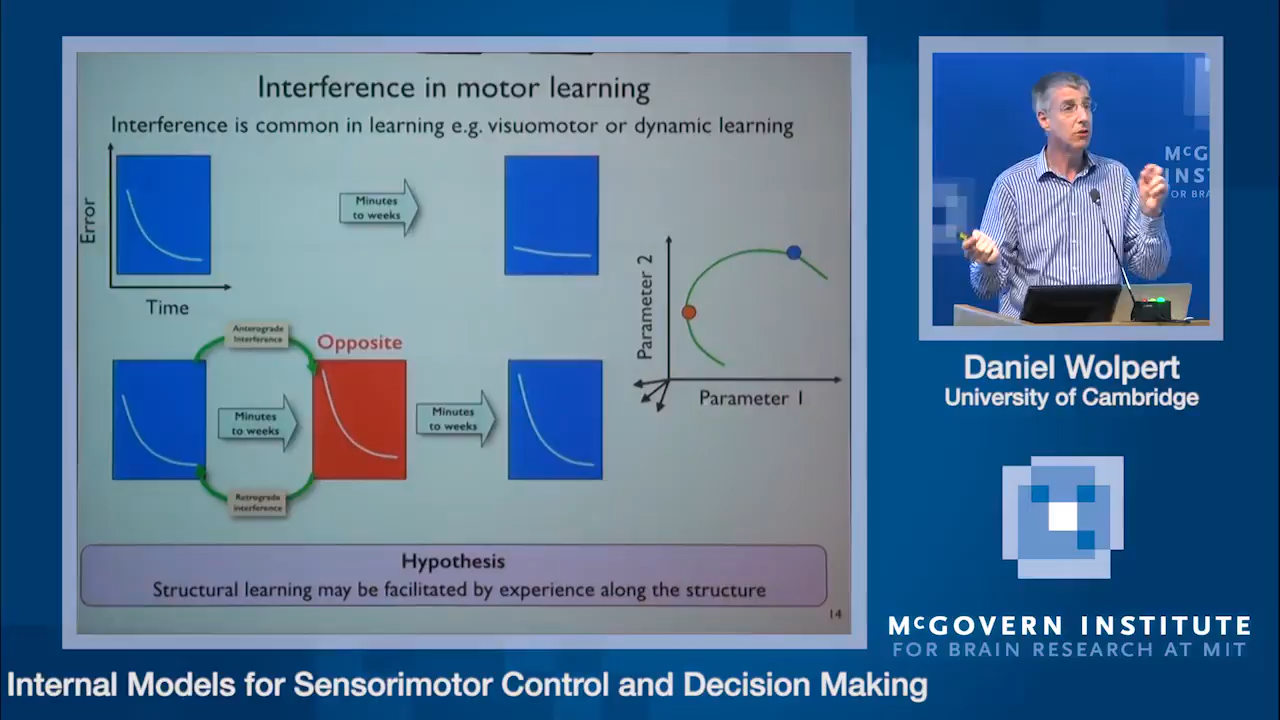 Interference in motor learning
Interference is common in learning e.g. visuomotor or dynamic learning
Error
Time
Minutes
to weeks
Parameter 2
Parameter 1
Anterograde
Interference
Opposite
Minutes
to weeks
Minutes
to weeks
Retrograde
interference
Hypothesis
Structural learning may be facilitated by experience along the structure
14
McG
INST
FOR BRA
Daniel Wolpert
University of Cambridge
McGOVERN INSTITUTE
FOR BRAIN RESEARCH AT MIT
Internal Models for Sensorimotor Control and Decision Making